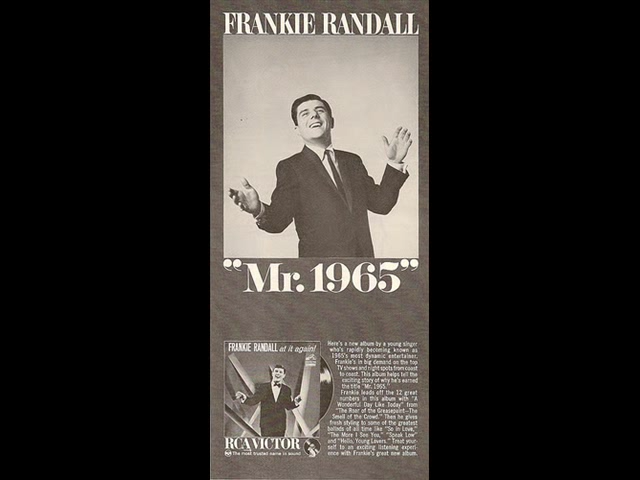 FRANKIE RANDALL
“Mr. 1965”
FRANKIE RANDALL at it again!
RCA VICTOR
The most trusted name in sound
Here's a new album by a young singer
who's rapidly becoming known as
1965's most dynamic entertainer.
Frankie's in big demand on the top
TV shows and night spots from coast
to coast. This album helps tell the
exciting story of why he's earned
the title "Mr. 1965."
Frankie leads off the 12 great
numbers in this album with "A
Wonderful Day Like Today" from
"The Roar of the Greasepaint—The
Smell of the Crowd." Then he gives
fresh styling to some of the greatest
ballads of all time like "So in Love,"
"The More I See You," "Speak Low"
and "Hello, Young Lovers." Treat your-
self to an exciting listening experi-
ence with Frankie's great new album.